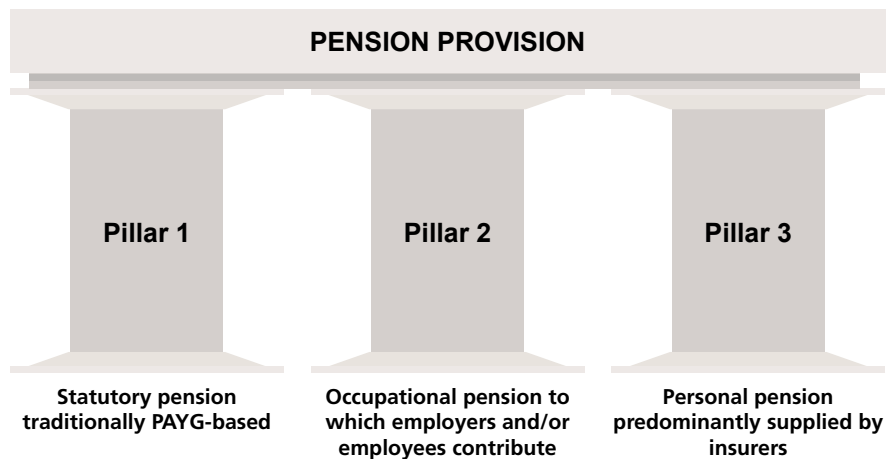 PENSION PROVISION
Pillar 1
Pillar 2
Pillar 3
Statutory pension
traditionally PAYG-based
Occupational pension to
which employers and/or
employees contribute
Personal pension
predominantly supplied by
insurers